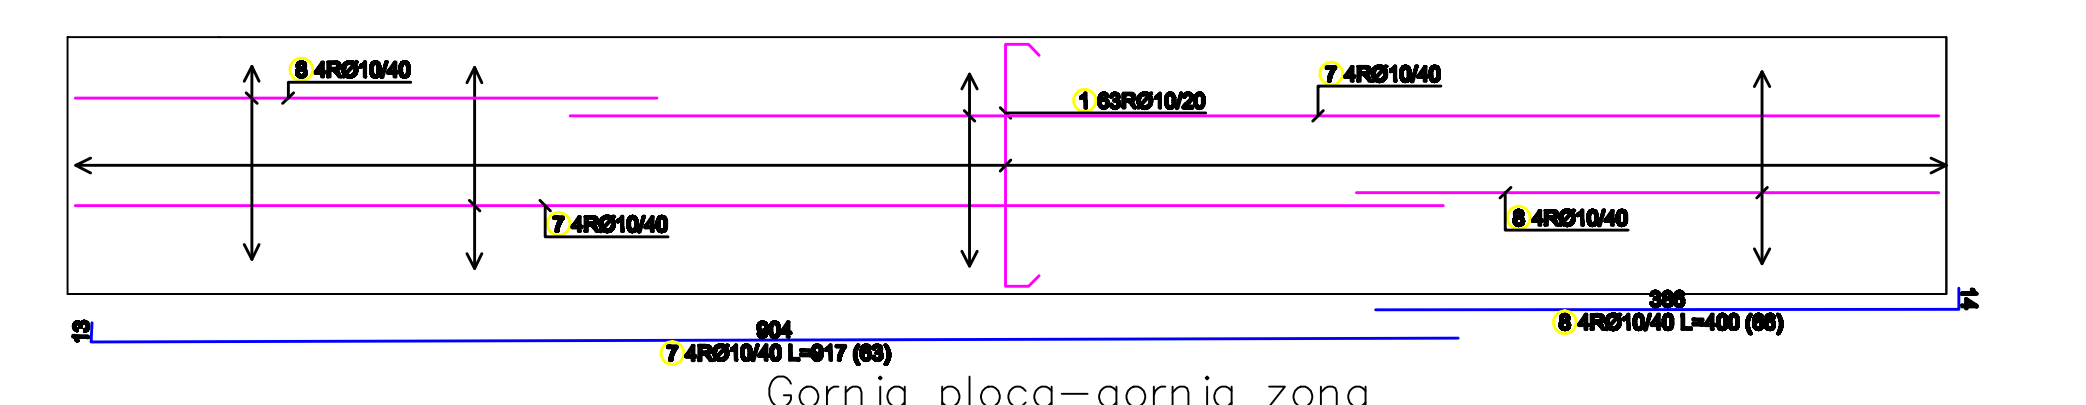 8 4RØ10/40
7 4RØ10/40
1 63RØ10/20
7 4RØ10/40
8 4RØ10/40
386
14
8 4RØ10/40 L=400 (66)
13
904
7 4RØ10/40 L=917 (63)
Gornja ploca-gornja zona